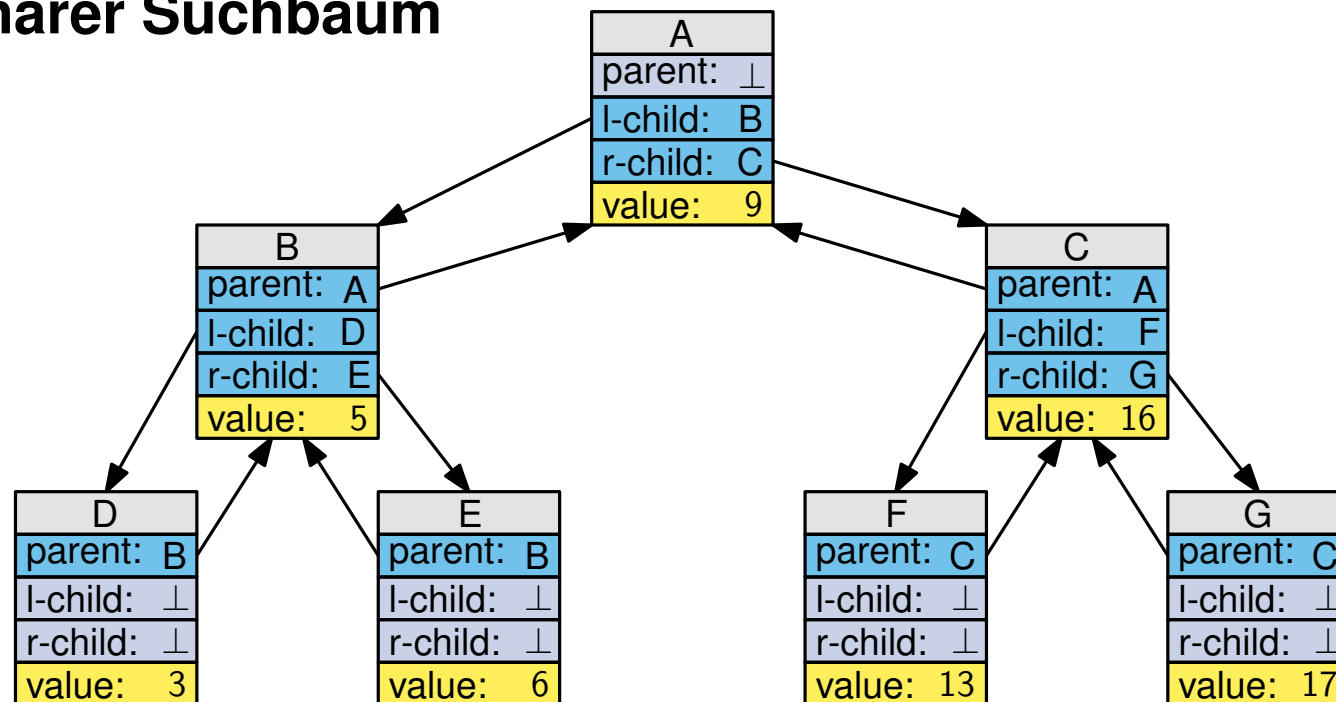 närer Suchbaum
A
parent: ⊥
l-child: B
r-child: C
value: 9
B
parent: A
l-child: D
r-child: E
value: 5
C
parent: A
l-child: F
r-child: G
value: 16
D
parent: B
l-child: ⊥
r-child: ⊥
value: 3
E
parent: B
l-child: ⊥
r-child: ⊥
value: 6
F
parent: C
l-child: ⊥
r-child: ⊥
value: 13
G
parent: C
l-child: ⊥
r-child: ⊥
value: 17